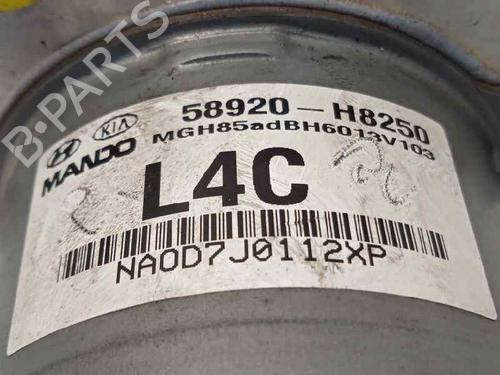 B-PARTS
58920-H8250
KIA
MGH85adBH6013V103
MANDO
L4C
NAOD7J0112XP